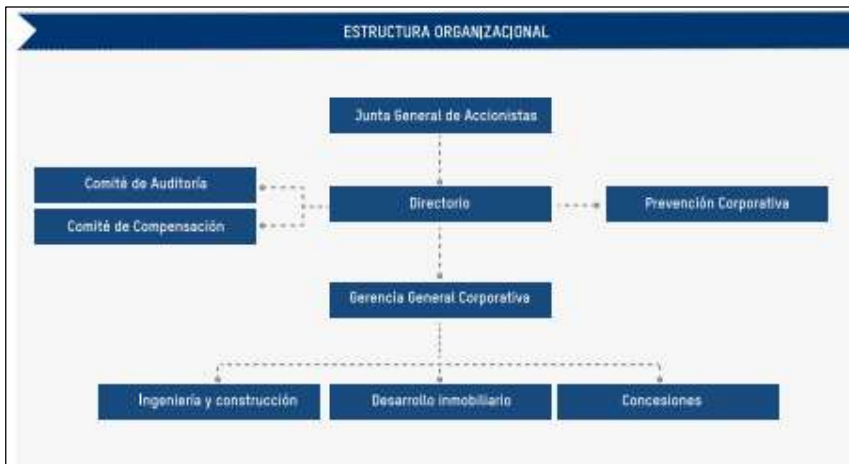 ESTRUCTURA ORGANIZACIONAL
Junta General de Accionistas
Comité de Auditoría
Directorio
Prevención Corporativa
Comité de Compensación
Gerencia General Corporativa
Ingeniería y construcción
Desarrollo inmobiliario
Concesiones